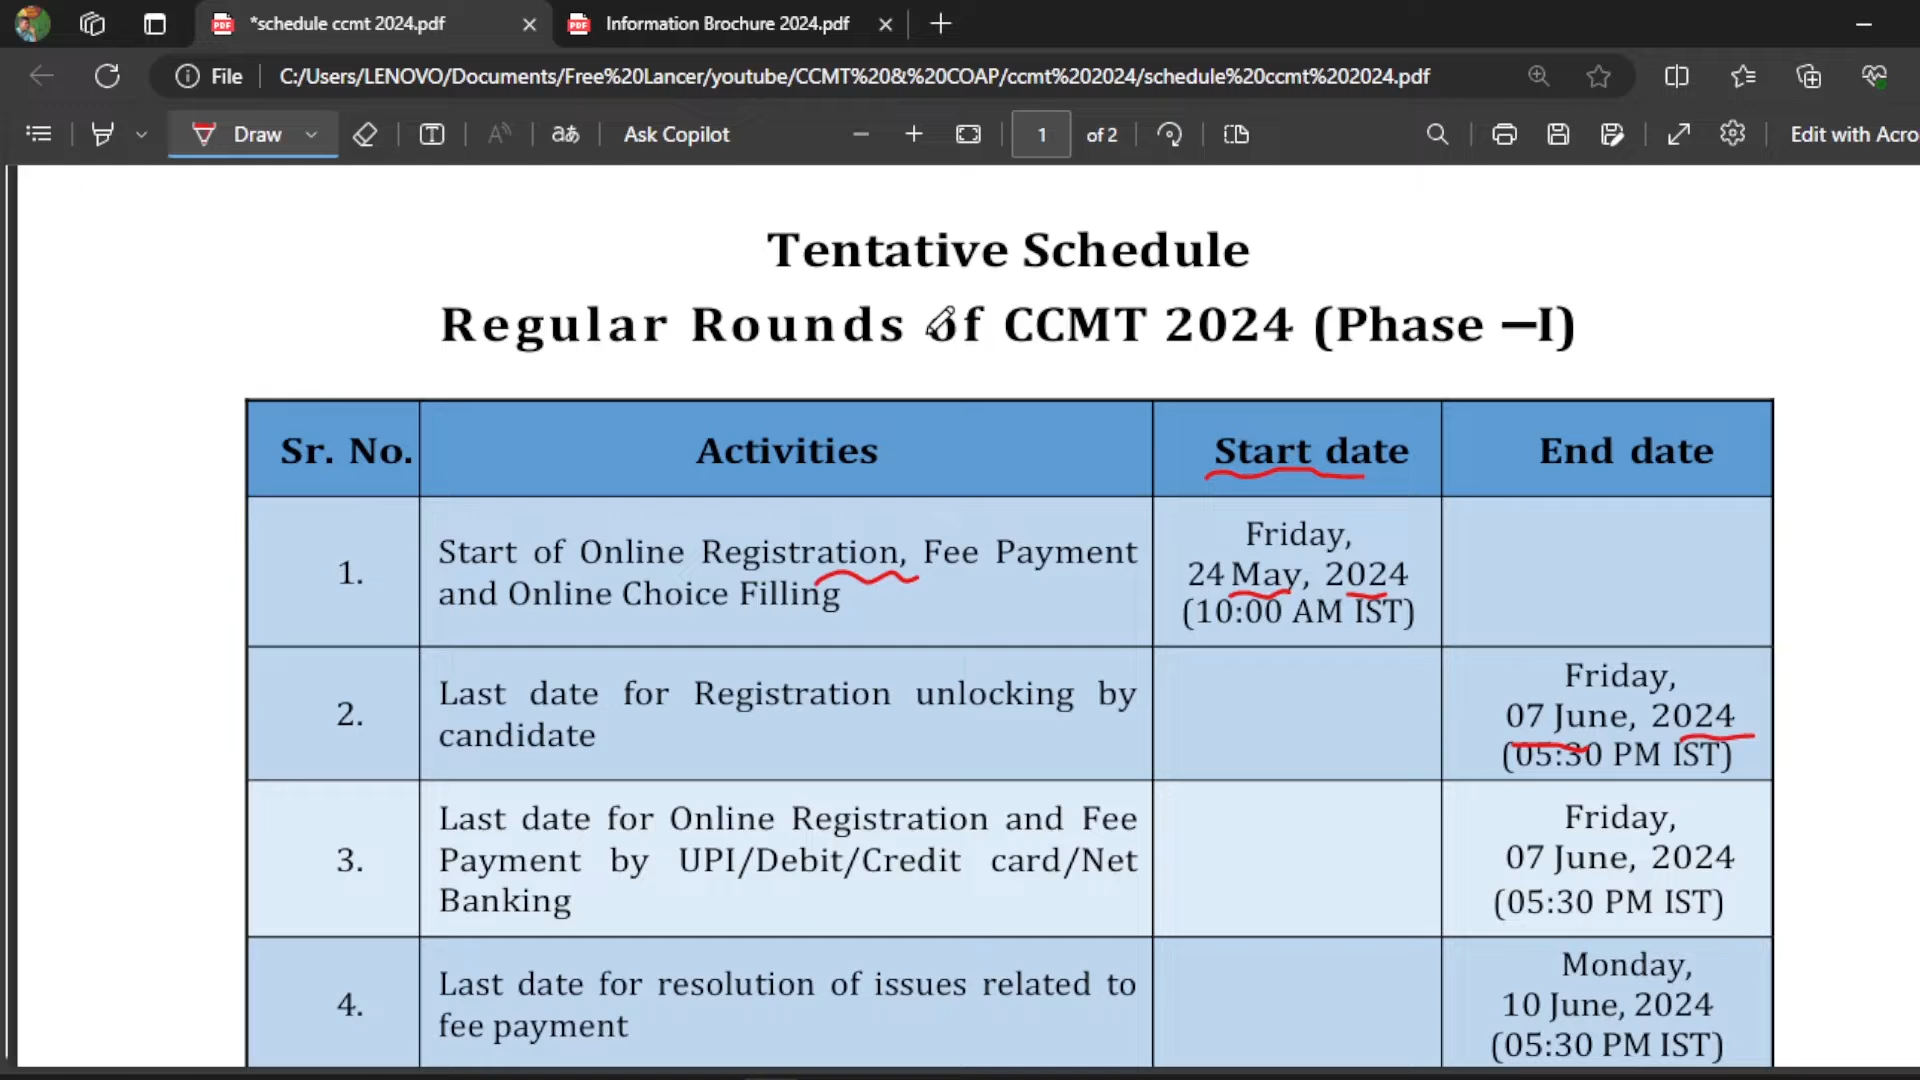 *schedule ccmt 2024.pdf
Information Brochure 2024.pdf
File
C:/Users/LENOVO/Documents/Free%20Lancer/youtube/CCMT%20&%20COAP/ccmt%202024/schedule%20ccmt%202024.pdf
Draw
Ask Copilot
1 of 2
Edit with Acro
Tentative Schedule
Regular Rounds of CCMT 2024 (Phase –I)
Sr. No. Activities Start date End date
1. Start of Online Registration, Fee Payment
and Online Choice Filling
Friday,
24 May, 2024
(10:00 AM IST)
2. Last date for Registration unlocking by
candidate
Friday,
07 June, 2024
(05:30 PM IST)
3. Last date for Online Registration and Fee
Payment by UPI/Debit/Credit card/Net
Banking
Friday,
07 June, 2024
(05:30 PM IST)
4. Last date for resolution of issues related to
fee payment
Monday,
10 June, 2024
(05:30 PM IST)